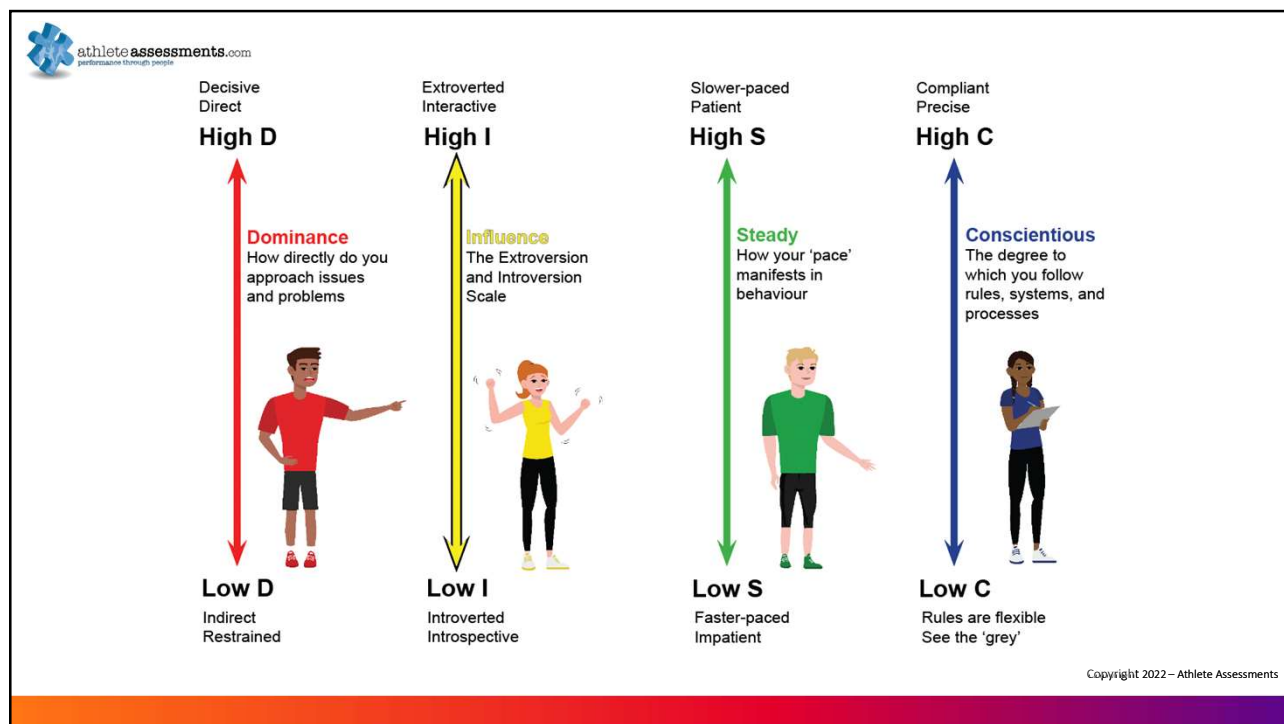 athleteassessments.com
performance through people
Decisive
Direct
High D
Dominance
How directly do you
approach issues
and problems
Low D
Indirect
Restrained
Extroverted
Interactive
High I
Influence
The Extroversion
and Introversion
Scale
Low I
Introverted
Introspective
Slower-paced
Patient
High S
Steady
How your ‘pace’
manifests in
behaviour
Low S
Faster-paced
Impatient
Compliant
Precise
High C
Conscientious
The degree to
which you follow
rules, systems, and
processes
Low C
Rules are flexible
See the ‘grey’
Copyright 2022 – Athlete Assessments